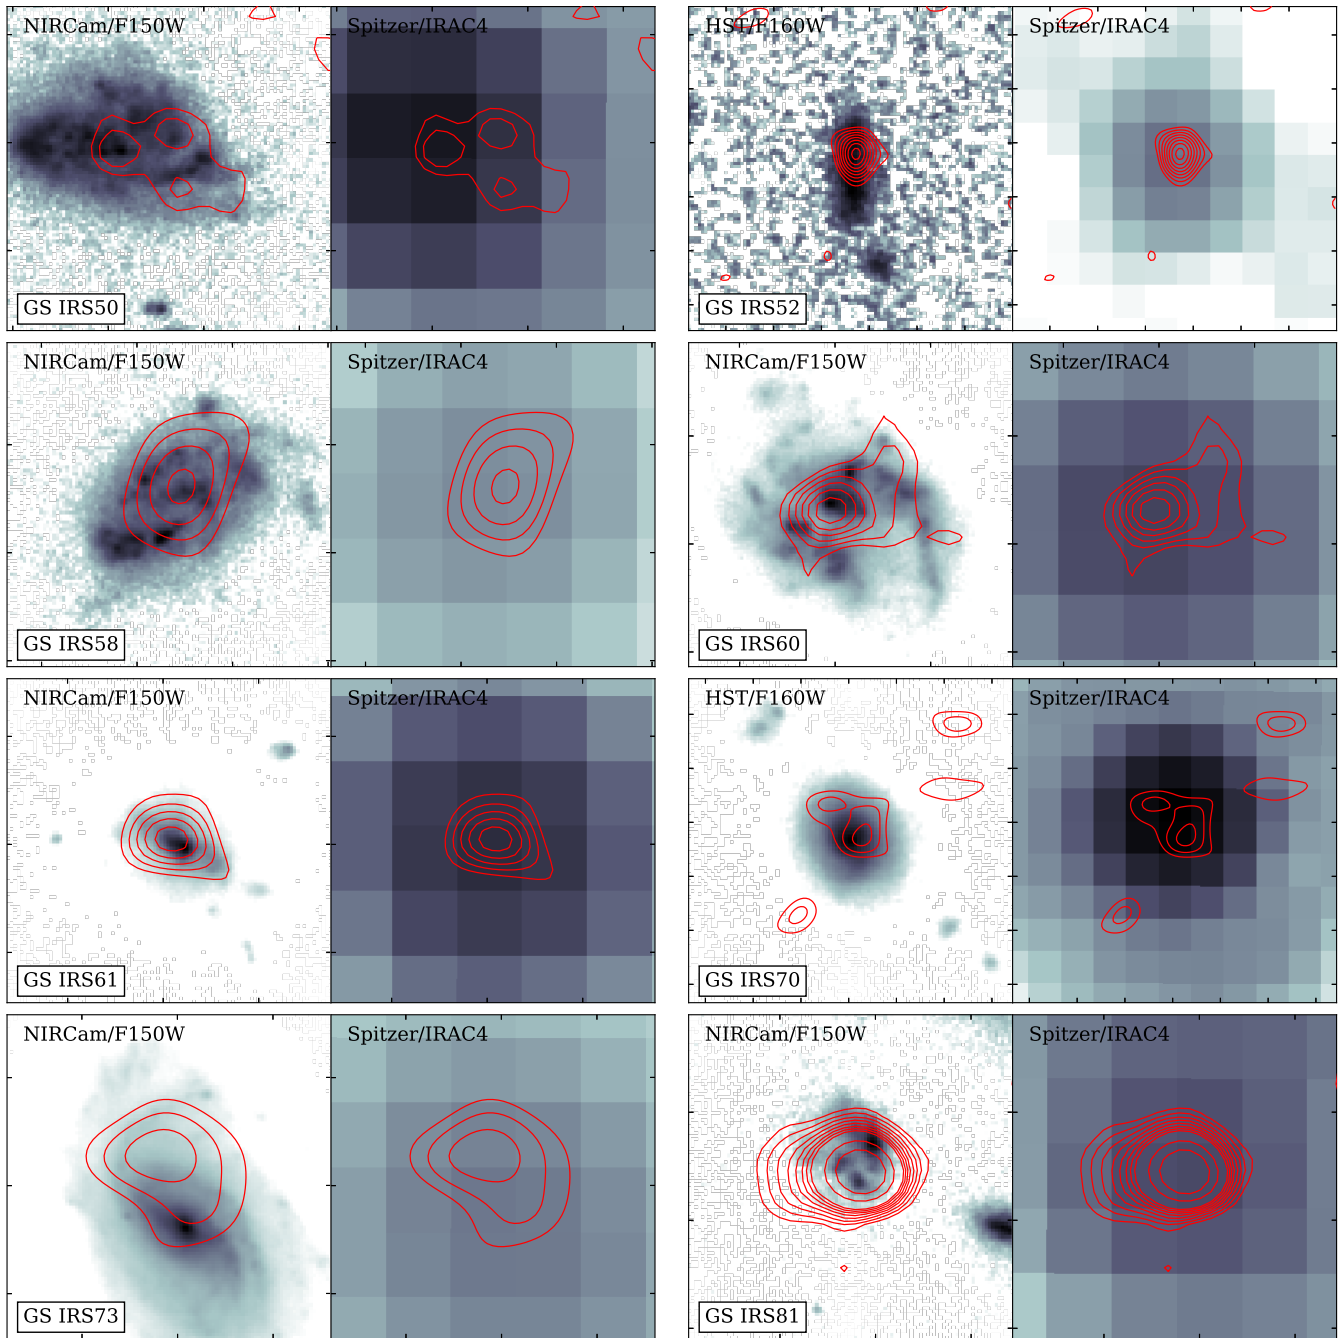 NIRCam/F150W
Spitzer/IRAC4
GS IRS50
HST/F160W
Spitzer/IRAC4
GS IRS52
NIRCam/F150W
Spitzer/IRAC4
GS IRS58
NIRCam/F150W
Spitzer/IRAC4
GS IRS60
NIRCam/F150W
Spitzer/IRAC4
GS IRS61
HST/F160W
Spitzer/IRAC4
GS IRS70
NIRCam/F150W
Spitzer/IRAC4
GS IRS73
NIRCam/F150W
Spitzer/IRAC4
GS IRS81